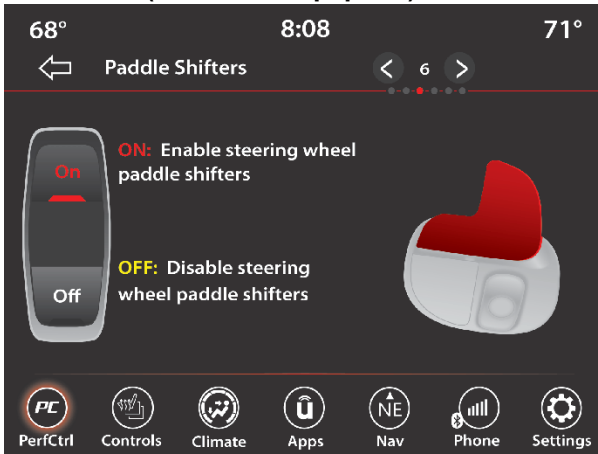 68° 8:08 71°
Paddle Shifters < 6 >
ON: Enable steering wheel
paddle shifters
On
OFF: Disable steering
wheel paddle shifters
Off
PC û NE
PerfCtrl Controls Climate Apps Nav Phone Settings